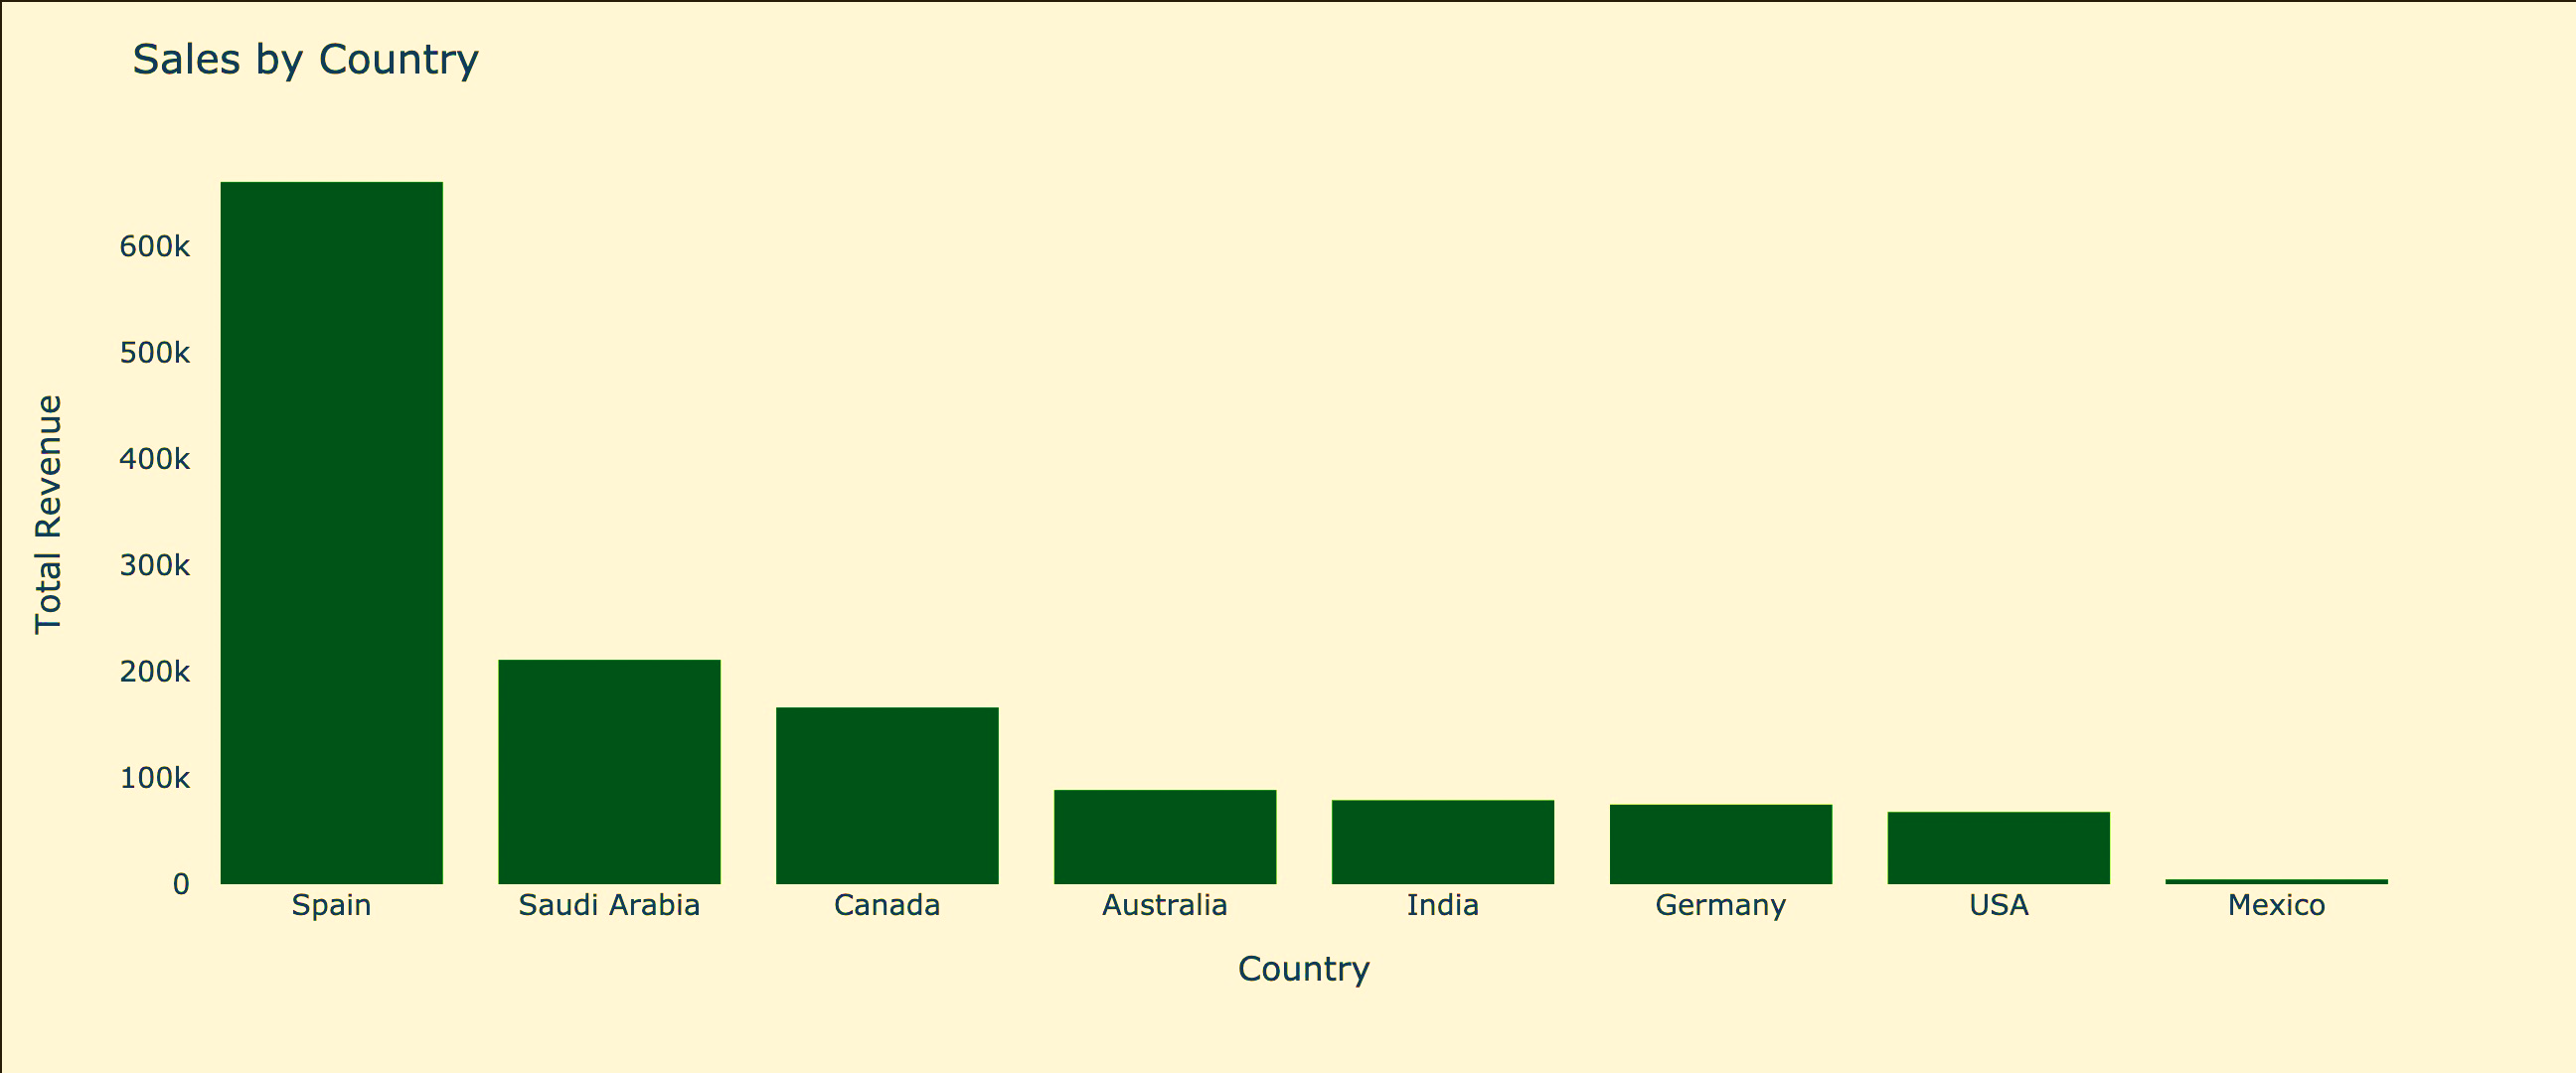 Sales by Country
600k
500k
400k
300k
200k
100k
0
Total Revenue
Spain Saudi Arabia Canada Australia India Germany USA Mexico
Country